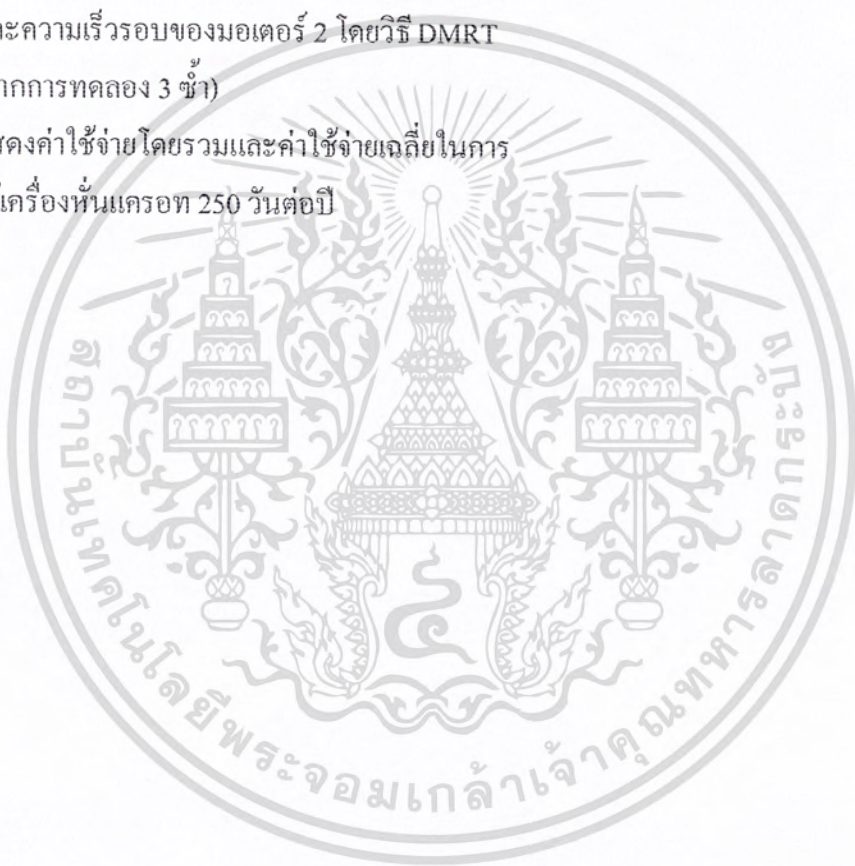 ะความเร็วรอบของมอเตอร์ 2 โดยวิธี DMRT
ากการทดลอง 3 ซ้ำ)
สดงค่าใช้จ่ายโดยรวมและค่าใช้จ่ายเฉลี่ยในการ
เครื่องหั่นแครอท 250 วันต่อปี
สถาบันเทคโนโลยีพระจอมเกล้าเจ้าคุณทหารลาดกระบัง